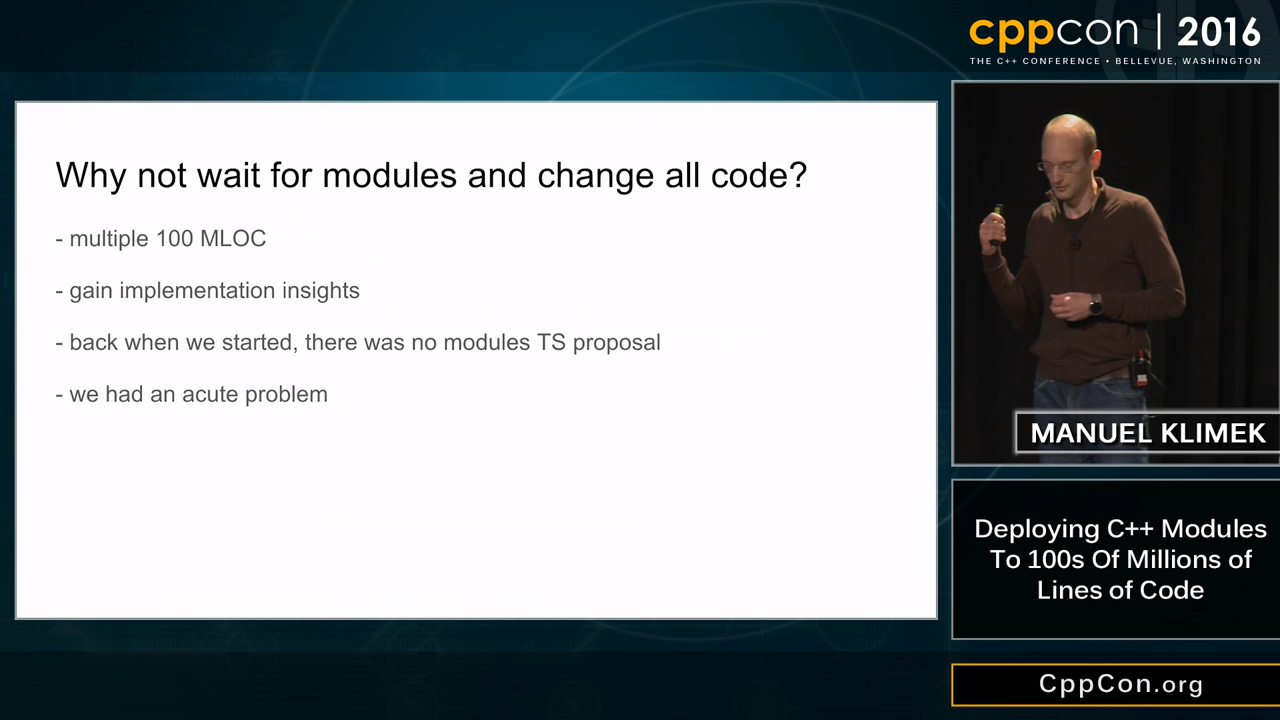 cppcon | 2016
THE C++ CONFERENCE • BELLEVUE, WASHINGTON
Why not wait for modules and change all code?
- multiple 100 MLOC
- gain implementation insights
- back when we started, there was no modules TS proposal
- we had an acute problem
MANUEL KLIMEK
Deploying C++ Modules
To 100s Of Millions of
Lines of Code
CppCon.org